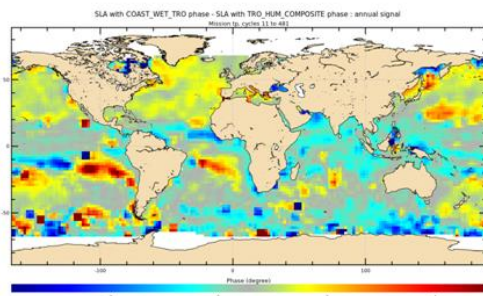 SLA with COAST_WET_TRO phase - SLA with TRO_HUM_COMPOSITE phase : annual signal
Mission tp, cycles 11 to 481
50
0
-50
-100
0
100
Phase (degree)